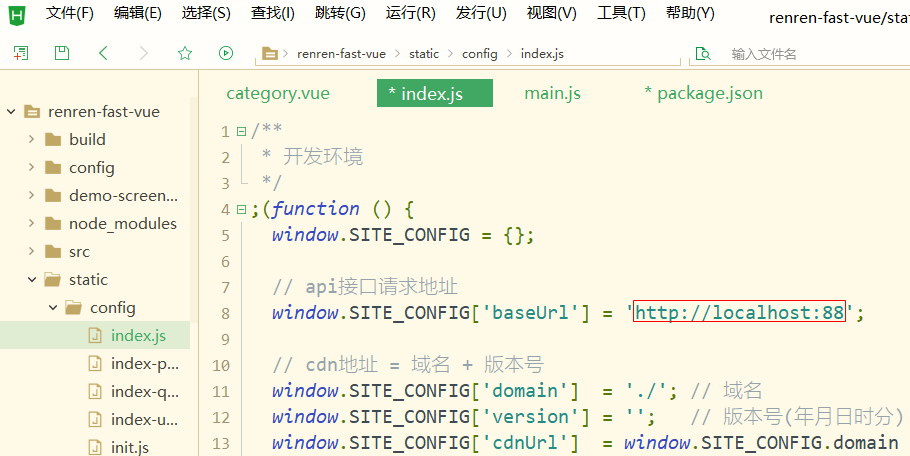 文件(F) 编辑(E) 选择(S) 查找(I) 跳转(G) 运行(R) 发行(U) 视图(V) 工具(T) 帮助(H) renren-fast-vue/sta
renren-fast-vue static config index.js 输入文件名
category.vue * index.js main.js * package.json
renren-fast-vue
build
config
demo-screen...
node_modules
src
static
config
index.js
index-p...
index-q...
index-u...
init.js
1 /**
2 * 开发环境
3 */
4 ;(function () {
5 window.SITE_CONFIG = {};
6
7 // api接口请求地址
8 window.SITE_CONFIG['baseUrl'] = 'http://localhost:88';
9
10 // cdn地址 = 域名 + 版本号
11 window.SITE_CONFIG['domain'] = './'; // 域名
12 window.SITE_CONFIG['version'] = ''; // 版本号(年月日时分)
13 window.SITE_CONFIG['cdnUrl'] = window.SITE_CONFIG.domain